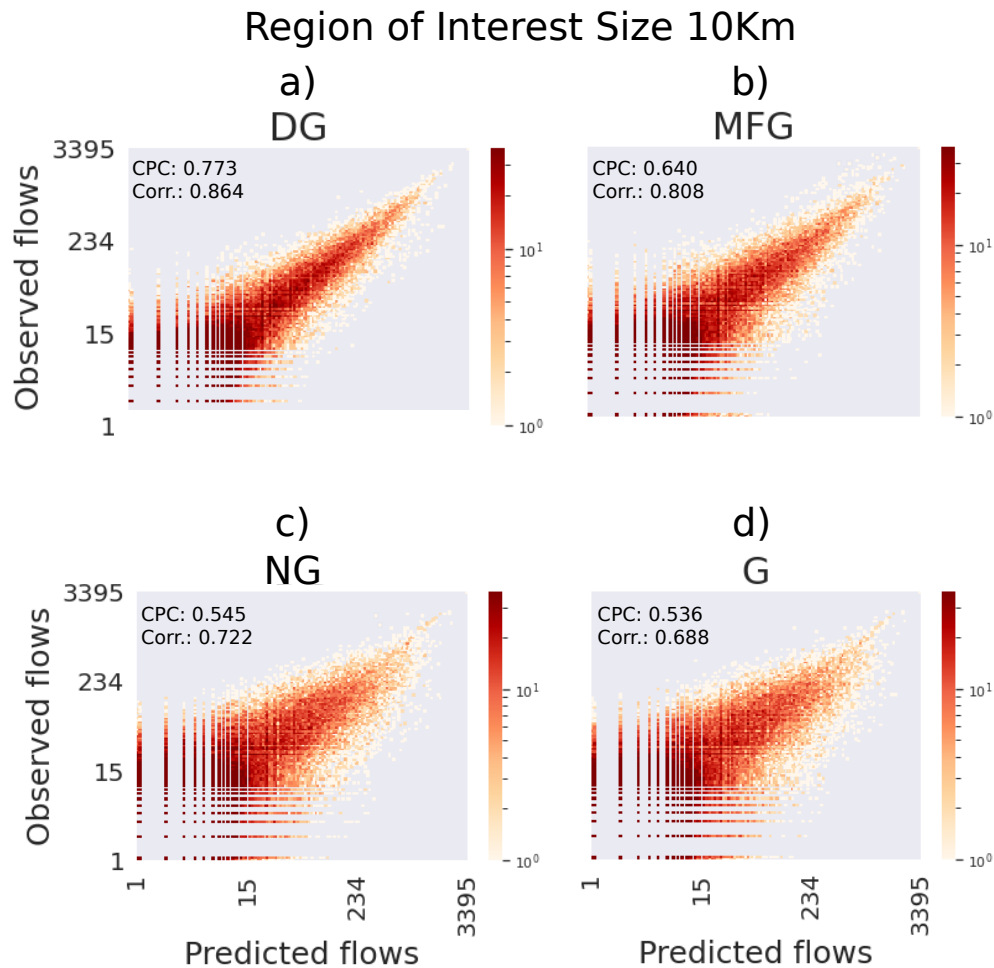 Region of Interest Size 10Km
a)
DG
CPC: 0.773
Corr.: 0.864
Observed flows
3395
234
15
1
10¹
10⁰
b)
MFG
CPC: 0.640
Corr.: 0.808
10¹
10⁰
c)
NG
CPC: 0.545
Corr.: 0.722
Observed flows
3395
234
15
1
10¹
10⁰
1
15
234
3395
Predicted flows
d)
G
CPC: 0.536
Corr.: 0.688
10¹
10⁰
1
15
234
3395
Predicted flows